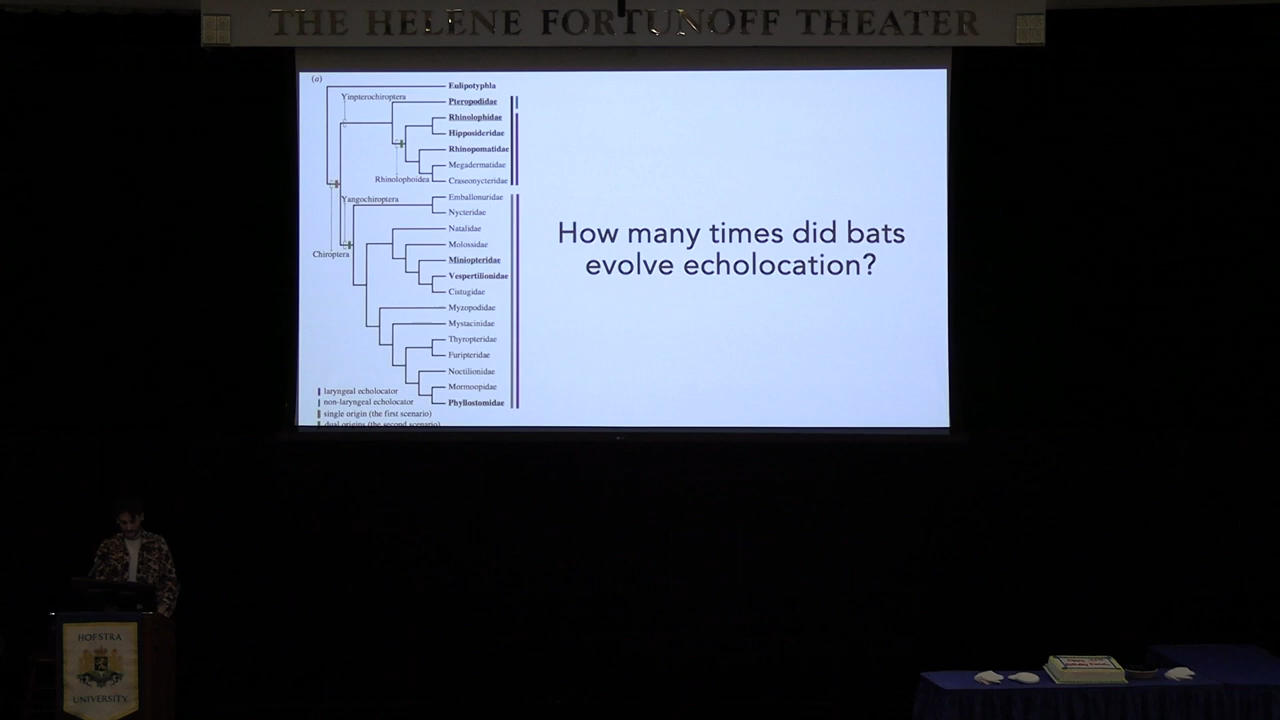 THE HELENE FORTUNOFF THEATER
(a)
Eulipotyphla
Yinpterochiroptera
Pteropodidae
Rhinolophidae
Hipposideridae
Rhinopomatidae
Megadermatidae
Rhinolophoidea
Craseonycteridae
Yangochiroptera
Emballonuridae
Nycteridae
Natalidae
Molossidae
Chiroptera
Miniopteridae
Vespertilionidae
Cistugidae
Myzopodidae
Mystacinidae
Thyropteridae
Furipteridae
Noctilionidae
Mormoopidae
Phyllostomidae
laryngeal echolocator
non-laryngeal echolocator
single origin (the first scenario)
dual origins (the second scenario)
How many times did bats
evolve echolocation?
HOFSTRA
UNIVERSITY